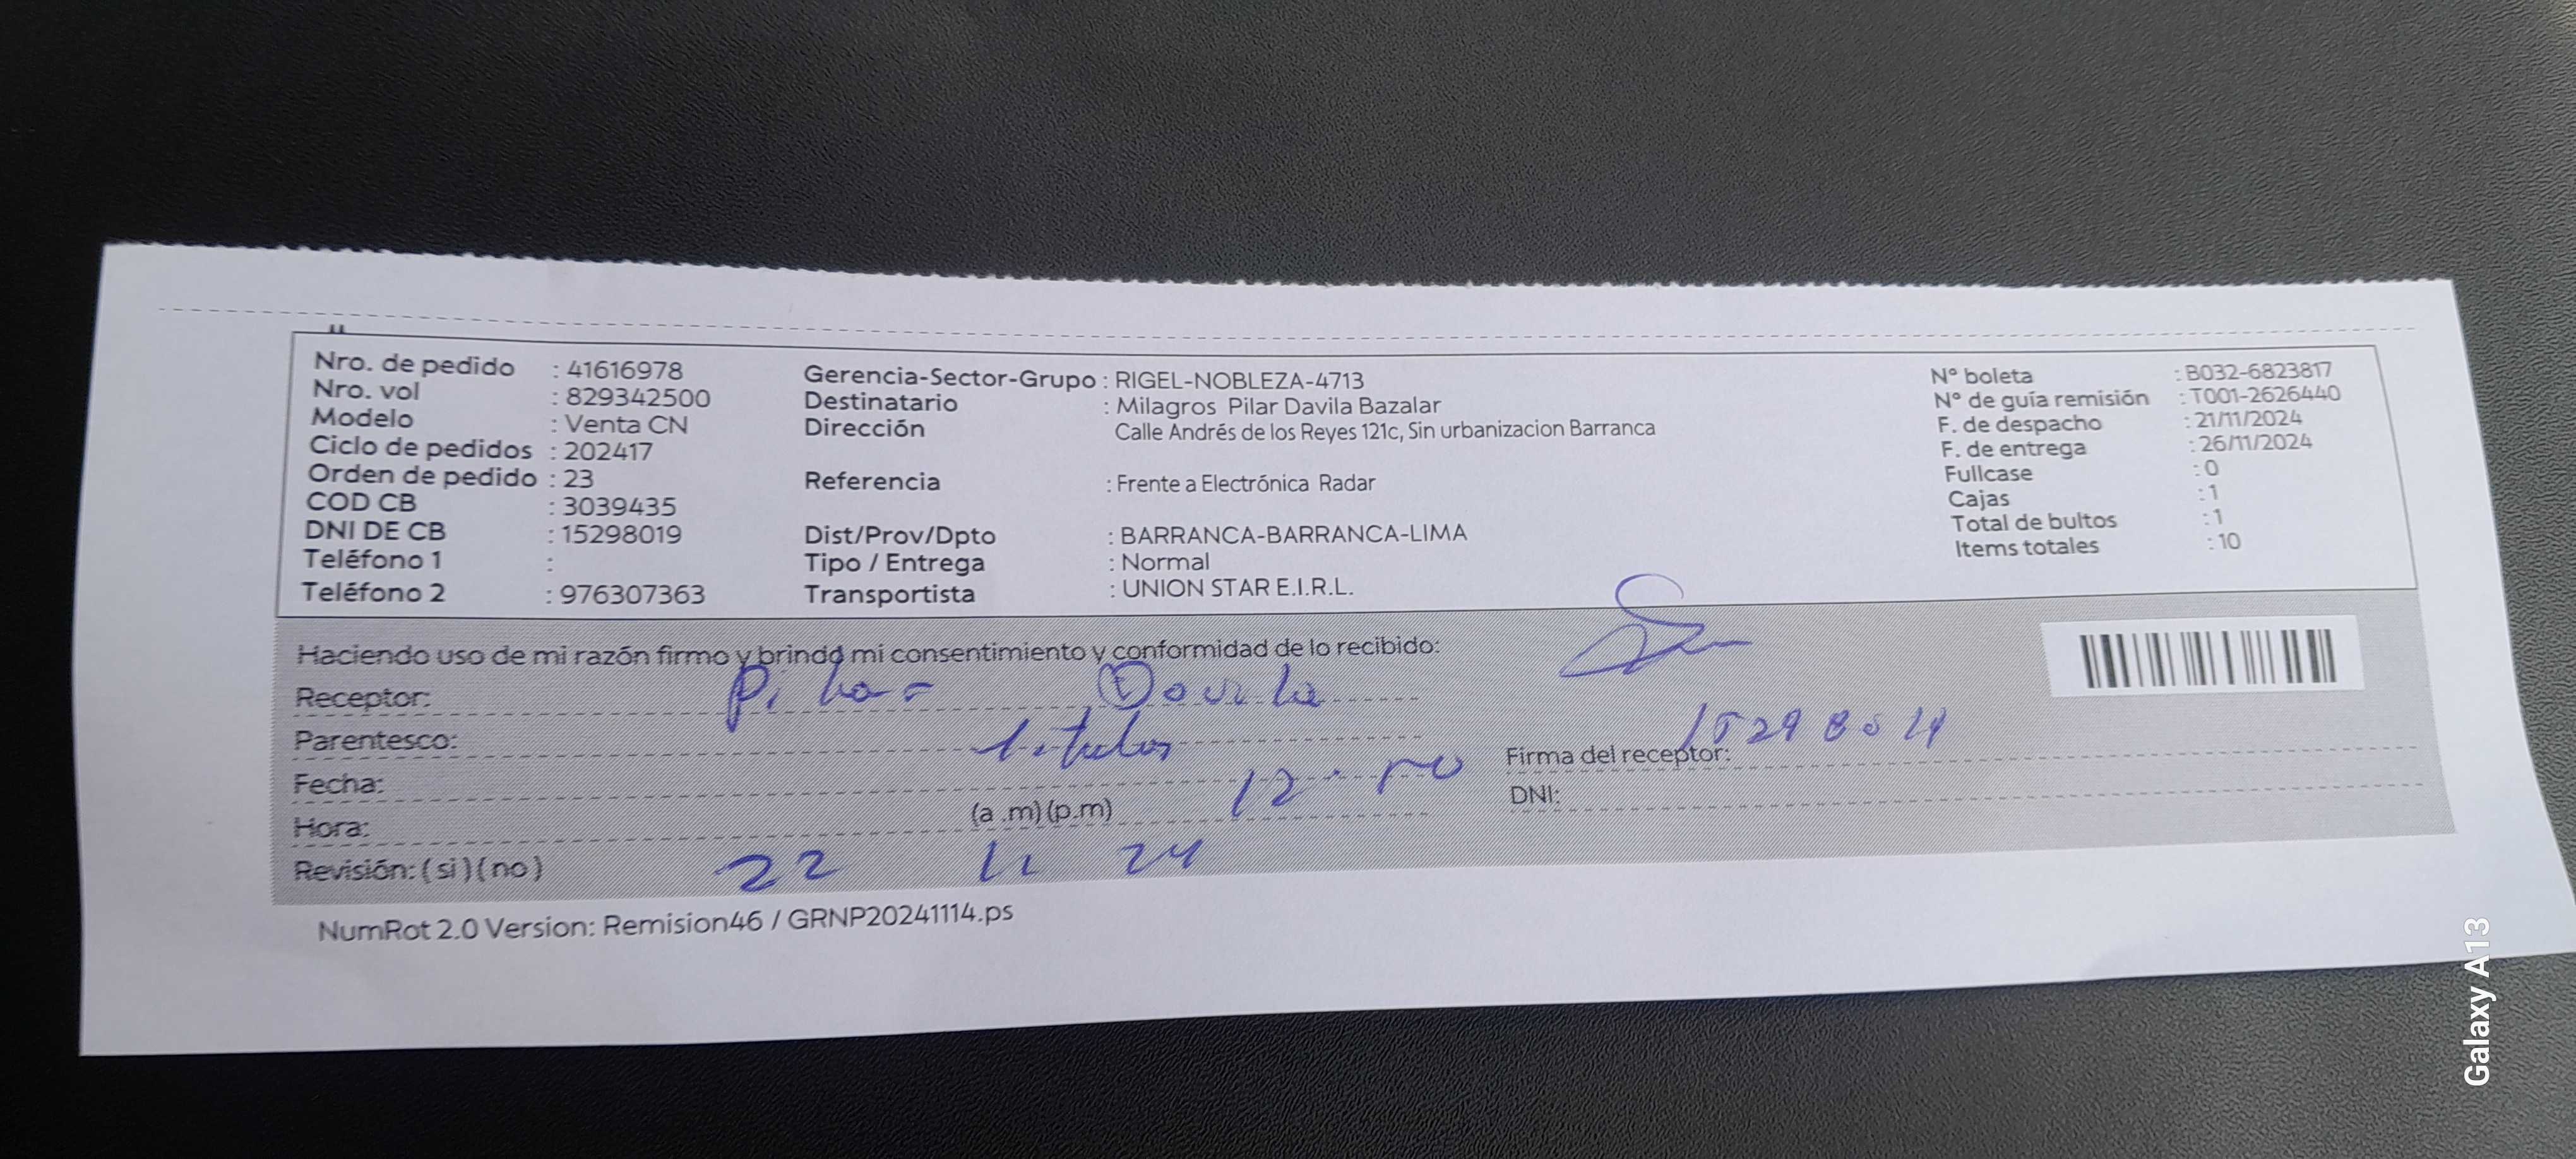 Nro. de pedido : 41616978
Nro. vol : 829342500
Modelo : Venta CN
Ciclo de pedidos : 202417
Orden de pedido : 23
COD CB : 3039435
DNI DE CB : 15298019
Teléfono 1 :
Teléfono 2 : 976307363
Gerencia-Sector-Grupo : RIGEL-NOBLEZA-4713
Destinatario : Milagros Pilar Davila Bazalar
Dirección Calle Andrés de los Reyes 121c, Sin urbanizacion Barranca
Referencia : Frente a Electrónica Radar
Dist/Prov/Dpto : BARRANCA-BARRANCA-LIMA
Tipo / Entrega : Normal
Transportista : UNION STAR E.I.R.L.
N° boleta : B032-6823817
N° de guía remisión : T001-2626440
F. de despacho : 21/11/2024
F. de entrega : 26/11/2024
Fullcase : 0
Cajas : 1
Total de bultos : 1
Items totales : 10
Haciendo uso de mi razón firmo y brindo mi consentimiento y conformidad de lo recibido:
Receptor: Pilar Davila
Parentesco: titular
Fecha:
12
Hora: (a .m)(p.m)
Revisión: (si)(no) 22 11 24
Firma del receptor:
DNI:
NumRot 2.0 Version: Remision46 / GRNP20241114.ps
Galaxy A13